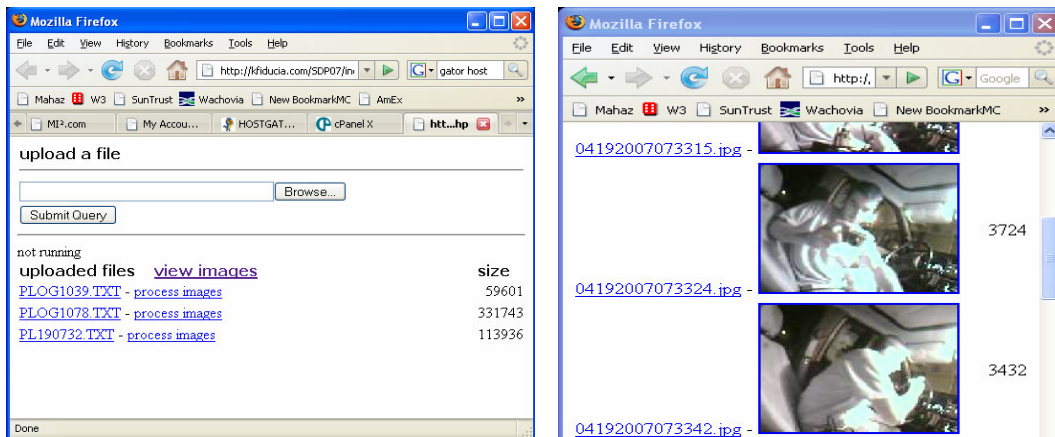 Mozilla Firefox
File Edit View History Bookmarks Tools Help
http://kfiducia.com/SDP07/in
G gator host
Mahaz W3 SunTrust Wachovia New BookmarkMC AmEx »
MI².com My Accou... HOSTGAT... cPanel X htt...hp
upload a file
Browse...
Submit Query
not running
uploaded files view images size
PLOG1039.TXT - process images 59601
PLOG1078.TXT - process images 331743
PL190732.TXT - process images 113936
Done
Mozilla Firefox
File Edit View History Bookmarks Tools Help
http:/,
G Google
Mahaz W3 SunTrust Wachovia New BookmarkMC »
04192007073315.jpg -
3724
04192007073324.jpg -
3432
04192007073342.jpg -